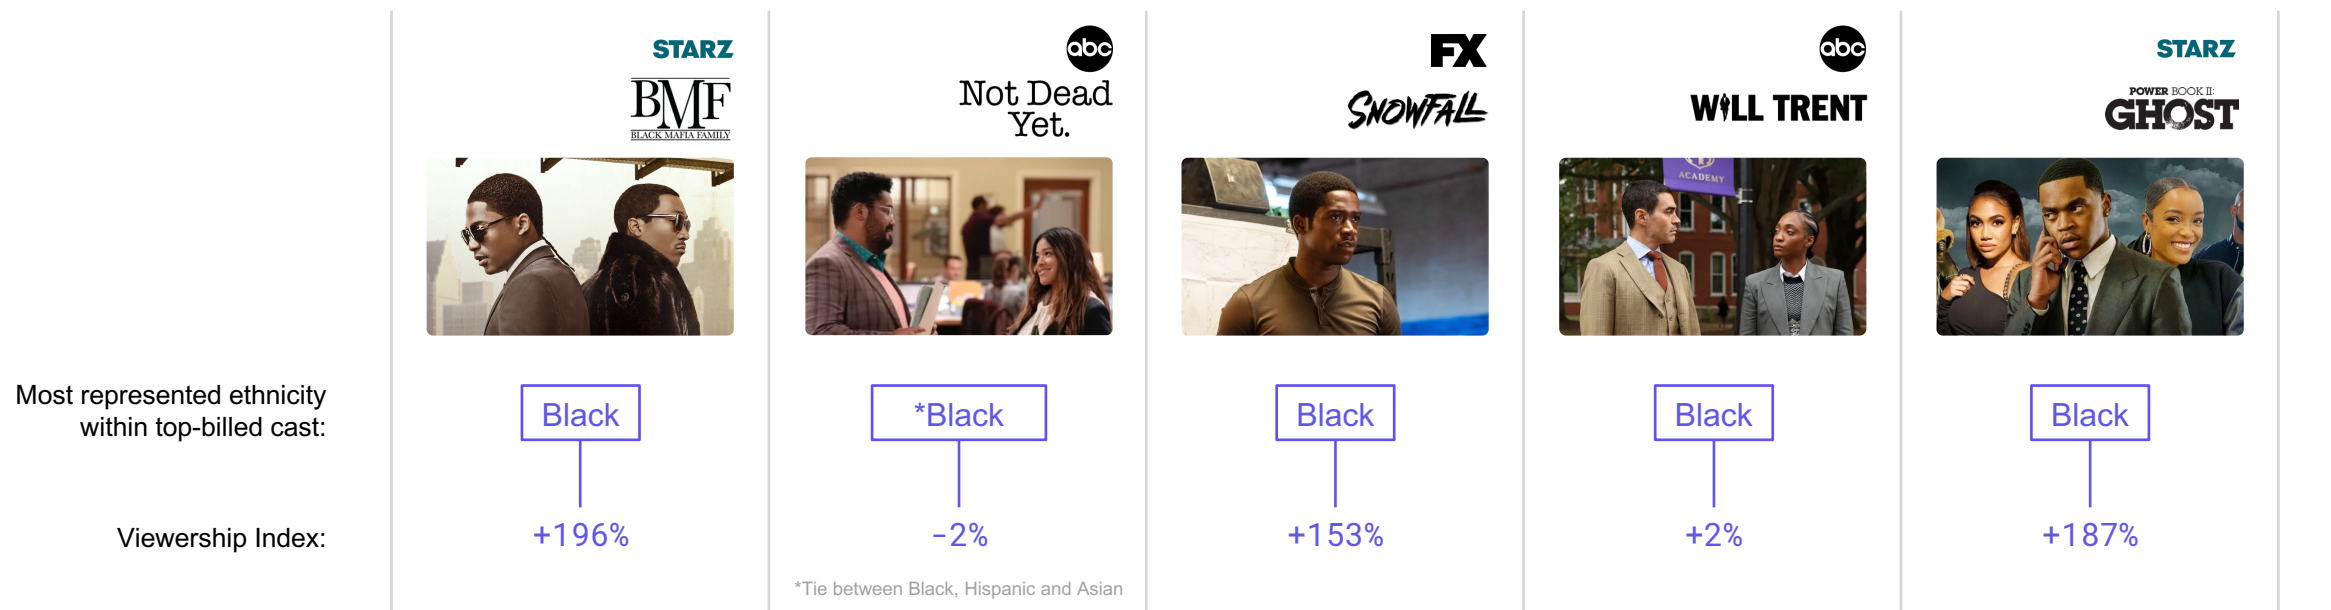 STARZ
BMF
BLACK MAFIA FAMILY
abc
Not Dead
Yet.
FX
SNOWFALL
abc
WILL TRENT
STARZ
POWER BOOK II:
GHOST
ACADEMY
Most represented ethnicity
within top-billed cast:
Black
*Black
Black
Black
Black
Viewership Index:
+196%
-2%
+153%
+2%
+187%
*Tie between Black, Hispanic and Asian